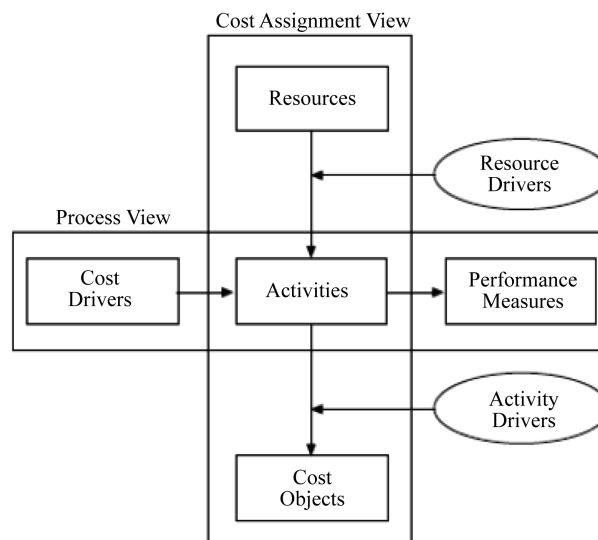 Cost Assignment View
Resources
Resource
Drivers
Process View
Cost
Drivers
Activities
Performance
Measures
Activity
Drivers
Cost
Objects